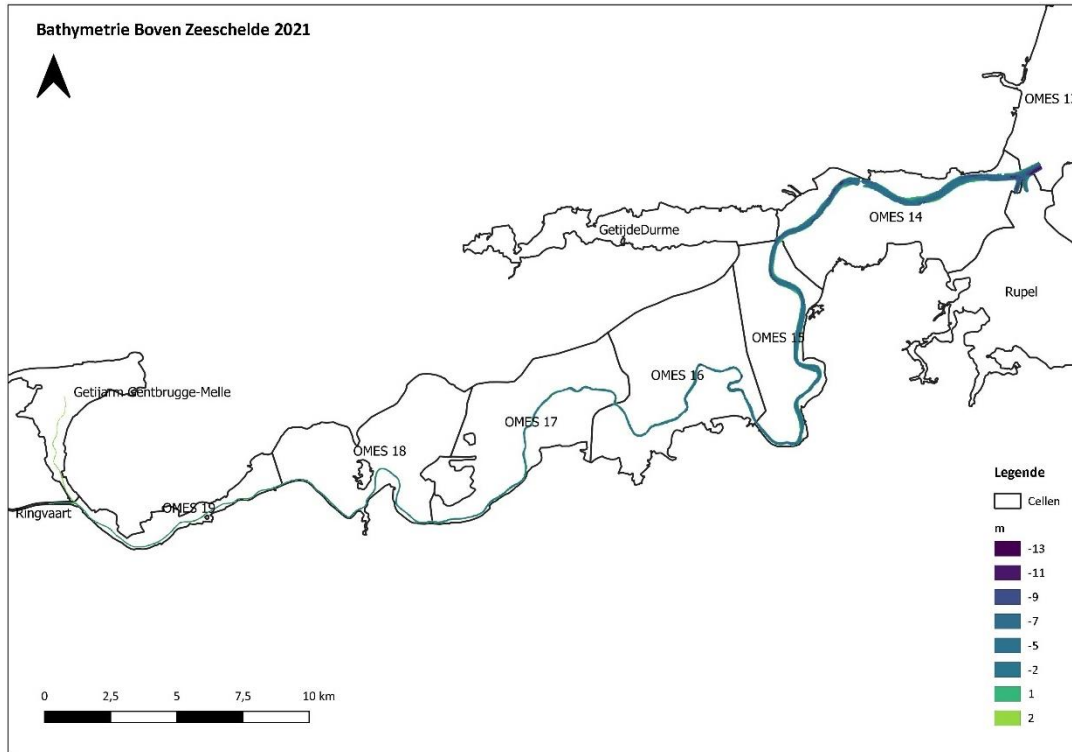 Bathymetrie Boven Zeeschelde 2021
OMES 13
OMES 14
GetijdeDurme
Rupel
OMES 15
OMES 16
Getijarm Gentbrugge-Melle
OMES 17
OMES 18
OMES 19
Ringvaart
Legende
Cellen
m
-13
-11
-9
-7
-5
-2
1
2
0 2,5 5 7,5 10 km